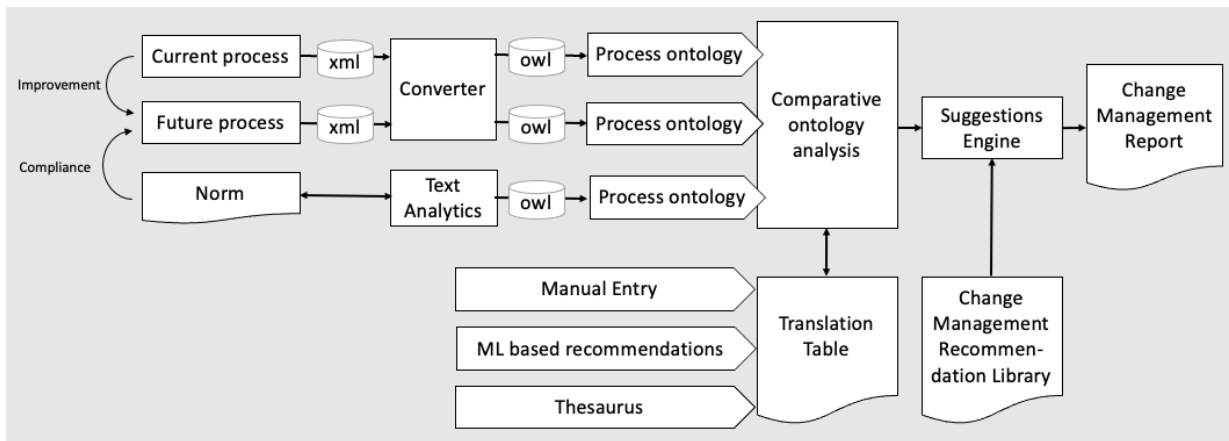 Current process
xml
Converter
owl
Process ontology
Improvement
Future process
xml
owl
Process ontology
Compliance
Norm
Text
Analytics
owl
Process ontology
Comparative
ontology
analysis
Suggestions
Engine
Change
Management
Report
Manual Entry
ML based recommendations
Thesaurus
Translation
Table
Change
Management
Recommen-
dation Library